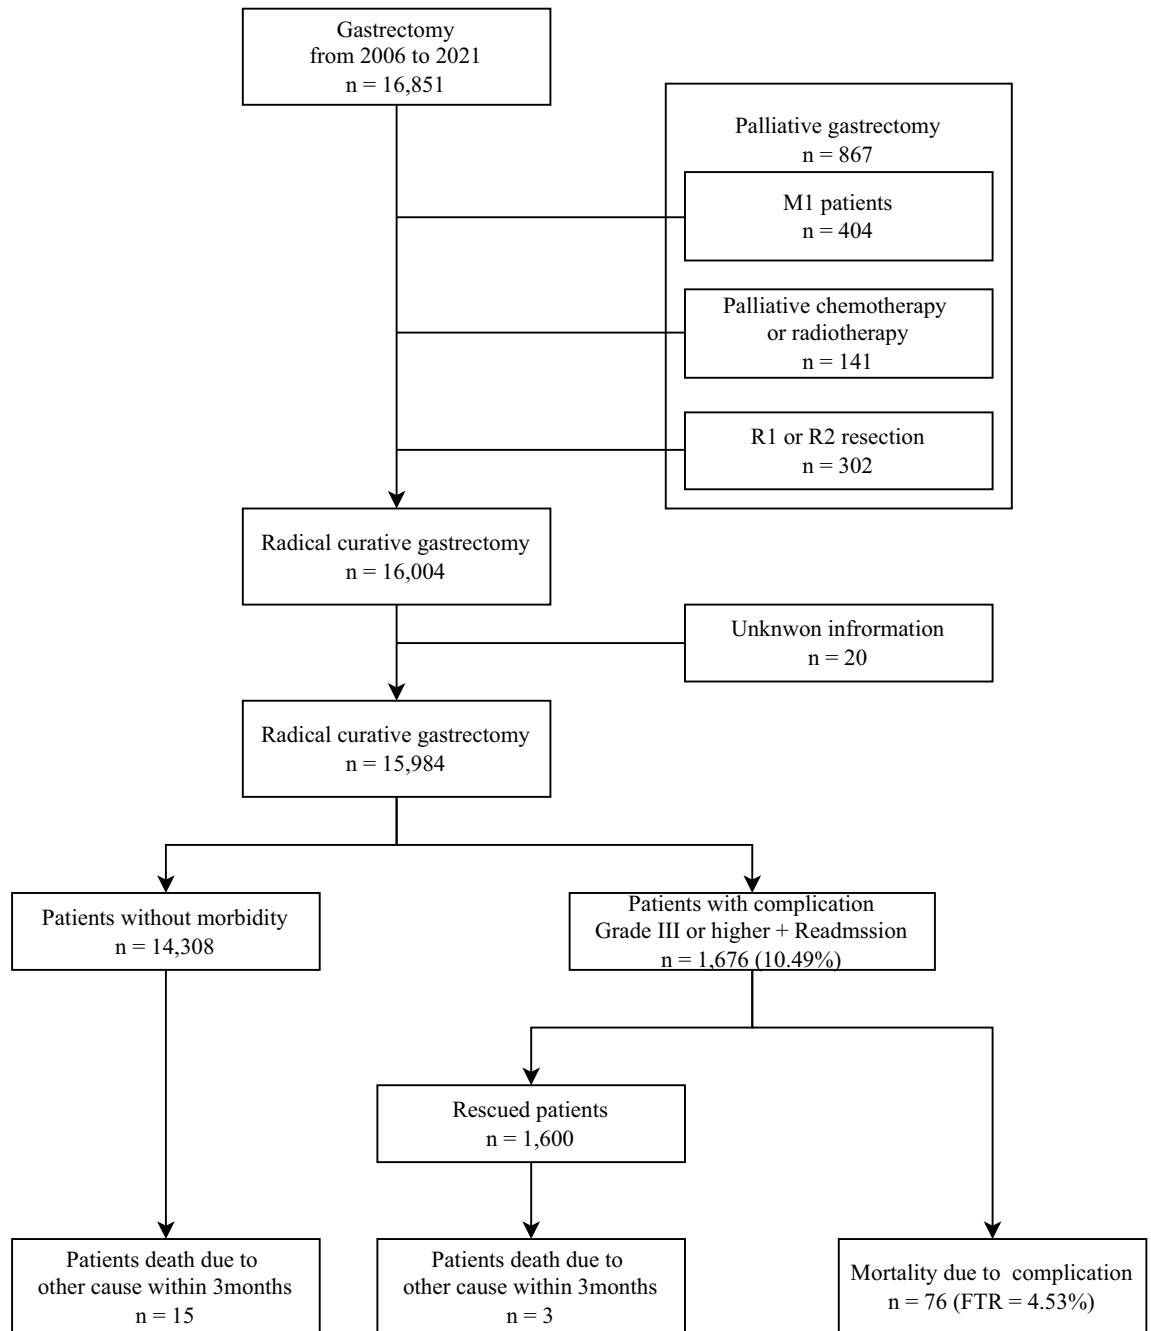 Gastrectomy
from 2006 to 2021
n = 16,851
Palliative gastrectomy
n = 867
M1 patients
n = 404
Palliative chemotherapy
or radiotherapy
n = 141
R1 or R2 resection
n = 302
Radical curative gastrectomy
n = 16,004
Unknwon infrormation
n = 20
Radical curative gastrectomy
n = 15,984
Patients without morbidity
n = 14,308
Patients with complication
Grade III or higher + Readmssion
n = 1,676 (10.49%)
Rescued patients
n = 1,600
Patients death due to
other cause within 3months
n = 15
Patients death due to
other cause within 3months
n = 3
Mortality due to complication
n = 76 (FTR = 4.53%)